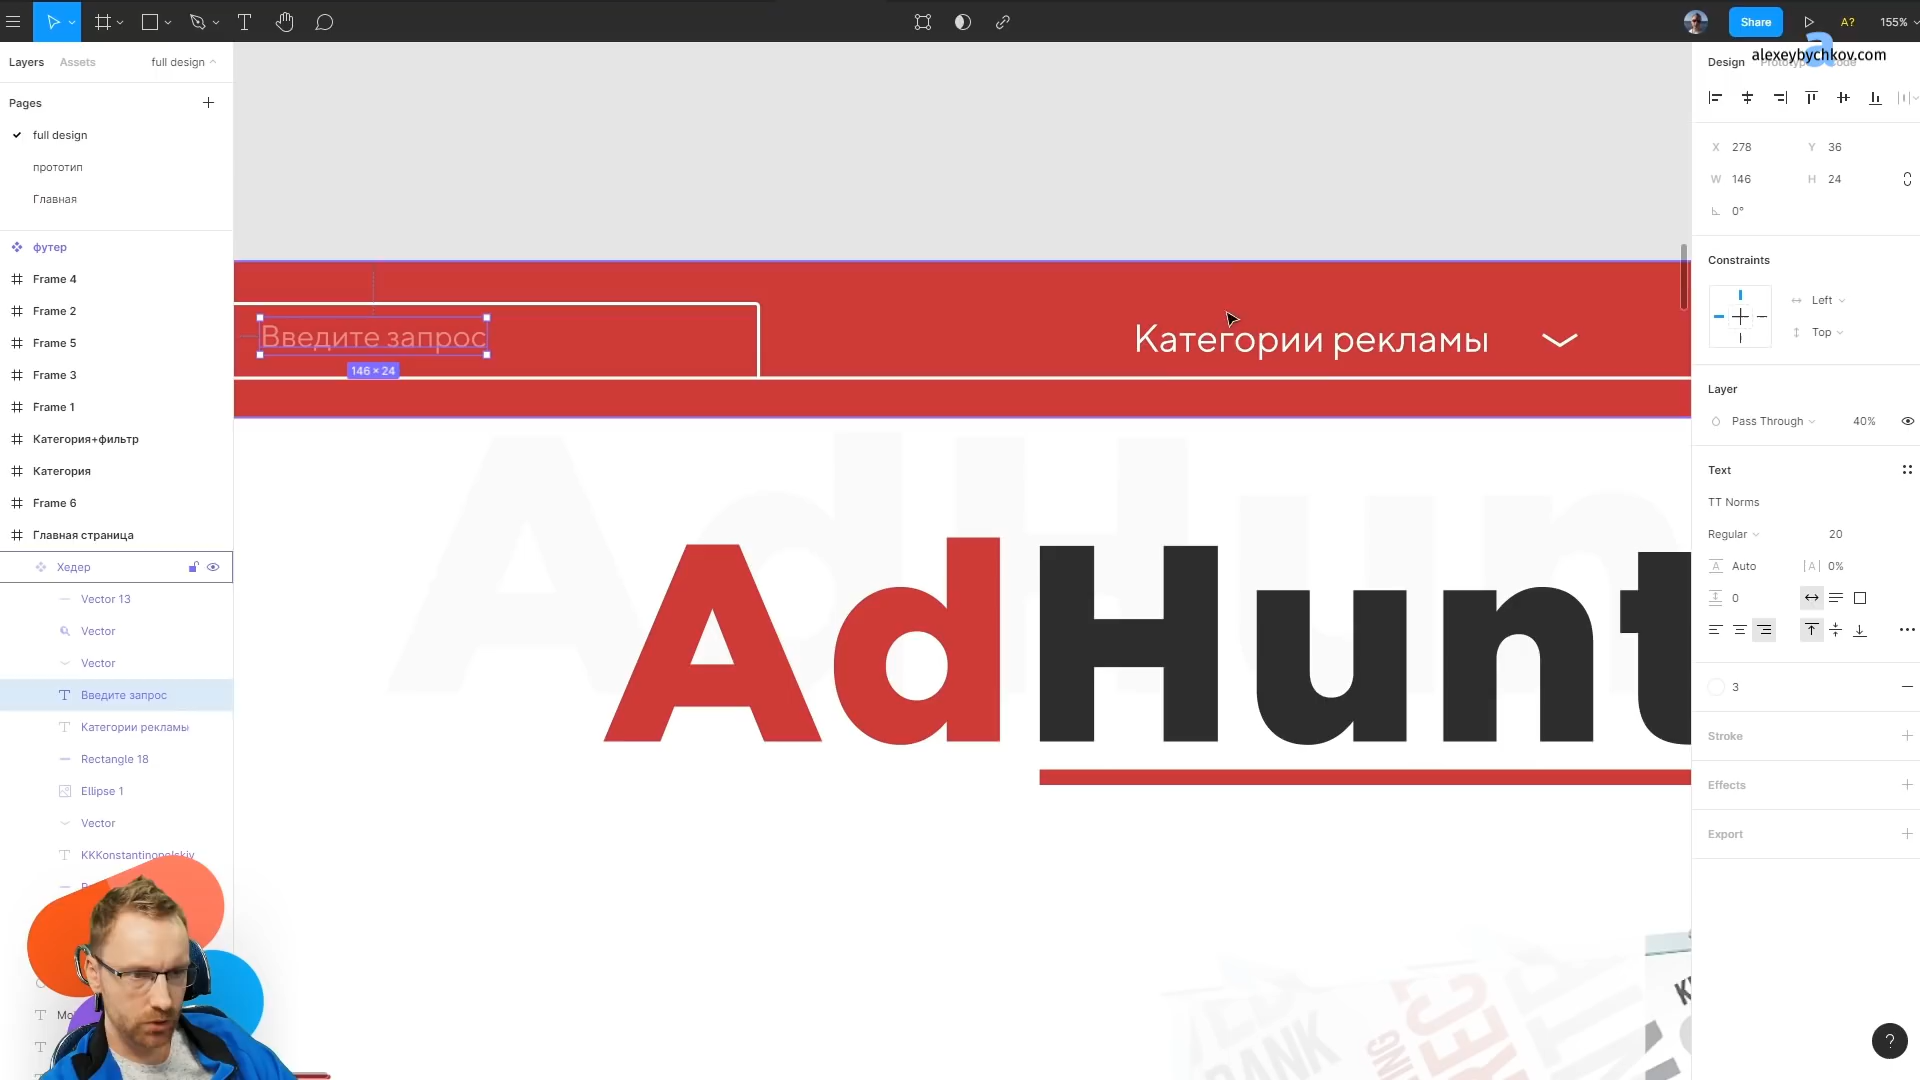 Share
A?
155%
Layers
Assets
full design
alexeybychkov.com
Design
Pages
full design
прототип
Главная
футер
Frame 4
Frame 2
Frame 5
Frame 3
Frame 1
Категория+фильтр
Категория
Frame 6
Главная страница
Хедер
Vector 13
Vector
Vector
Введите запрос
Категории рекламы
Rectangle 18
Ellipse 1
Vector
KKKonstantinopolskiy
Введите запрос
146 × 24
Категории рекламы
AdHunt
AdHunt
X 278
Y 36
W 146
H 24
0°
Constraints
Left
Top
Layer
Pass Through
40%
Text
TT Norms
Regular
20
Auto
|A| 0%
0
3
Stroke
Effects
Export
?